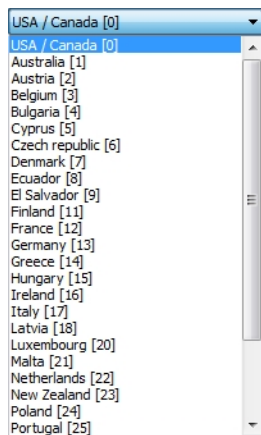 USA / Canada [0]
USA / Canada [0]
Australia [1]
Austria [2]
Belgium [3]
Bulgaria [4]
Cyprus [5]
Czech republic [6]
Denmark [7]
Ecuador [8]
El Salvador [9]
Finland [11]
France [12]
Germany [13]
Greece [14]
Hungary [15]
Ireland [16]
Italy [17]
Latvia [18]
Luxembourg [20]
Malta [21]
Netherlands [22]
New Zealand [23]
Poland [24]
Portugal [25]